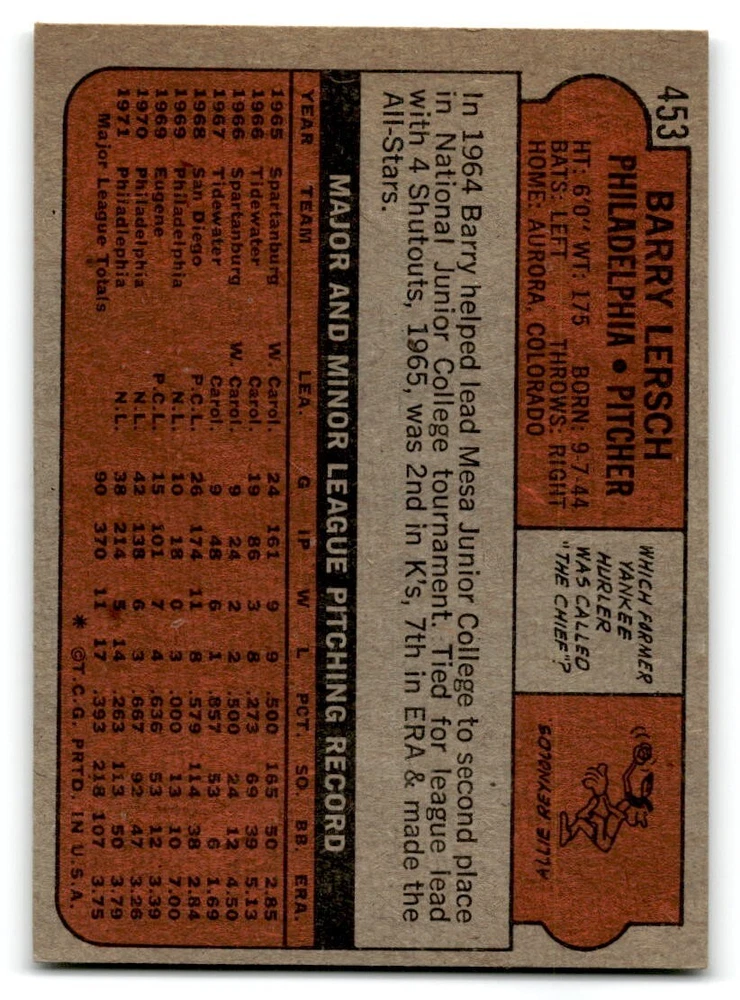 453
BARRY LERSCH
PHILADELPHIA • PITCHER
HT: 6'0" WT: 175 BORN: 9-7-44
BATS: LEFT THROWS: RIGHT
HOME: AURORA, COLORADO
WHICH FORMER
YANKEE
HURLER
WAS CALLED
"THE CHIEF"?
ALLIE REYNOLDS
In 1964 Barry helped lead Mesa Junior College to second place
in National Junior College tournament. Tied for league lead
with 4 Shutouts, 1965, was 2nd in K's, 7th in ERA & made the
All-Stars.
MAJOR AND MINOR LEAGUE PITCHING RECORD
YEAR TEAM LEA. G IP W L PCT. SO. BB. ERA.
1965 Spartanburg W. Carol. 24 161 9 9 .500 165 50 2.85
1966 Tidewater Carol. 19 86 3 8 .273 69 39 5.13
1966 Spartanburg W. Carol. 9 24 2 2 .500 24 12 4.50
1967 Tidewater Carol. 9 48 6 1 .857 53 6 1.69
1968 San Diego P.C.L. 26 174 11 8 .579 114 38 2.84
1969 Philadelphia N.L. 10 18 0 3 .000 13 10 7.00
1969 Eugene P.C.L. 15 101 7 4 .636 53 12 3.39
1970 Philadelphia N.L. 42 138 6 3 .667 92 47 3.26
1971 Philadlephia N.L. 38 214 5 14 .263 113 50 3.79
Major League Totals 90 370 11 17 .393 218 107 3.75
* ©T.C.G. PRTD. IN U.S.A.